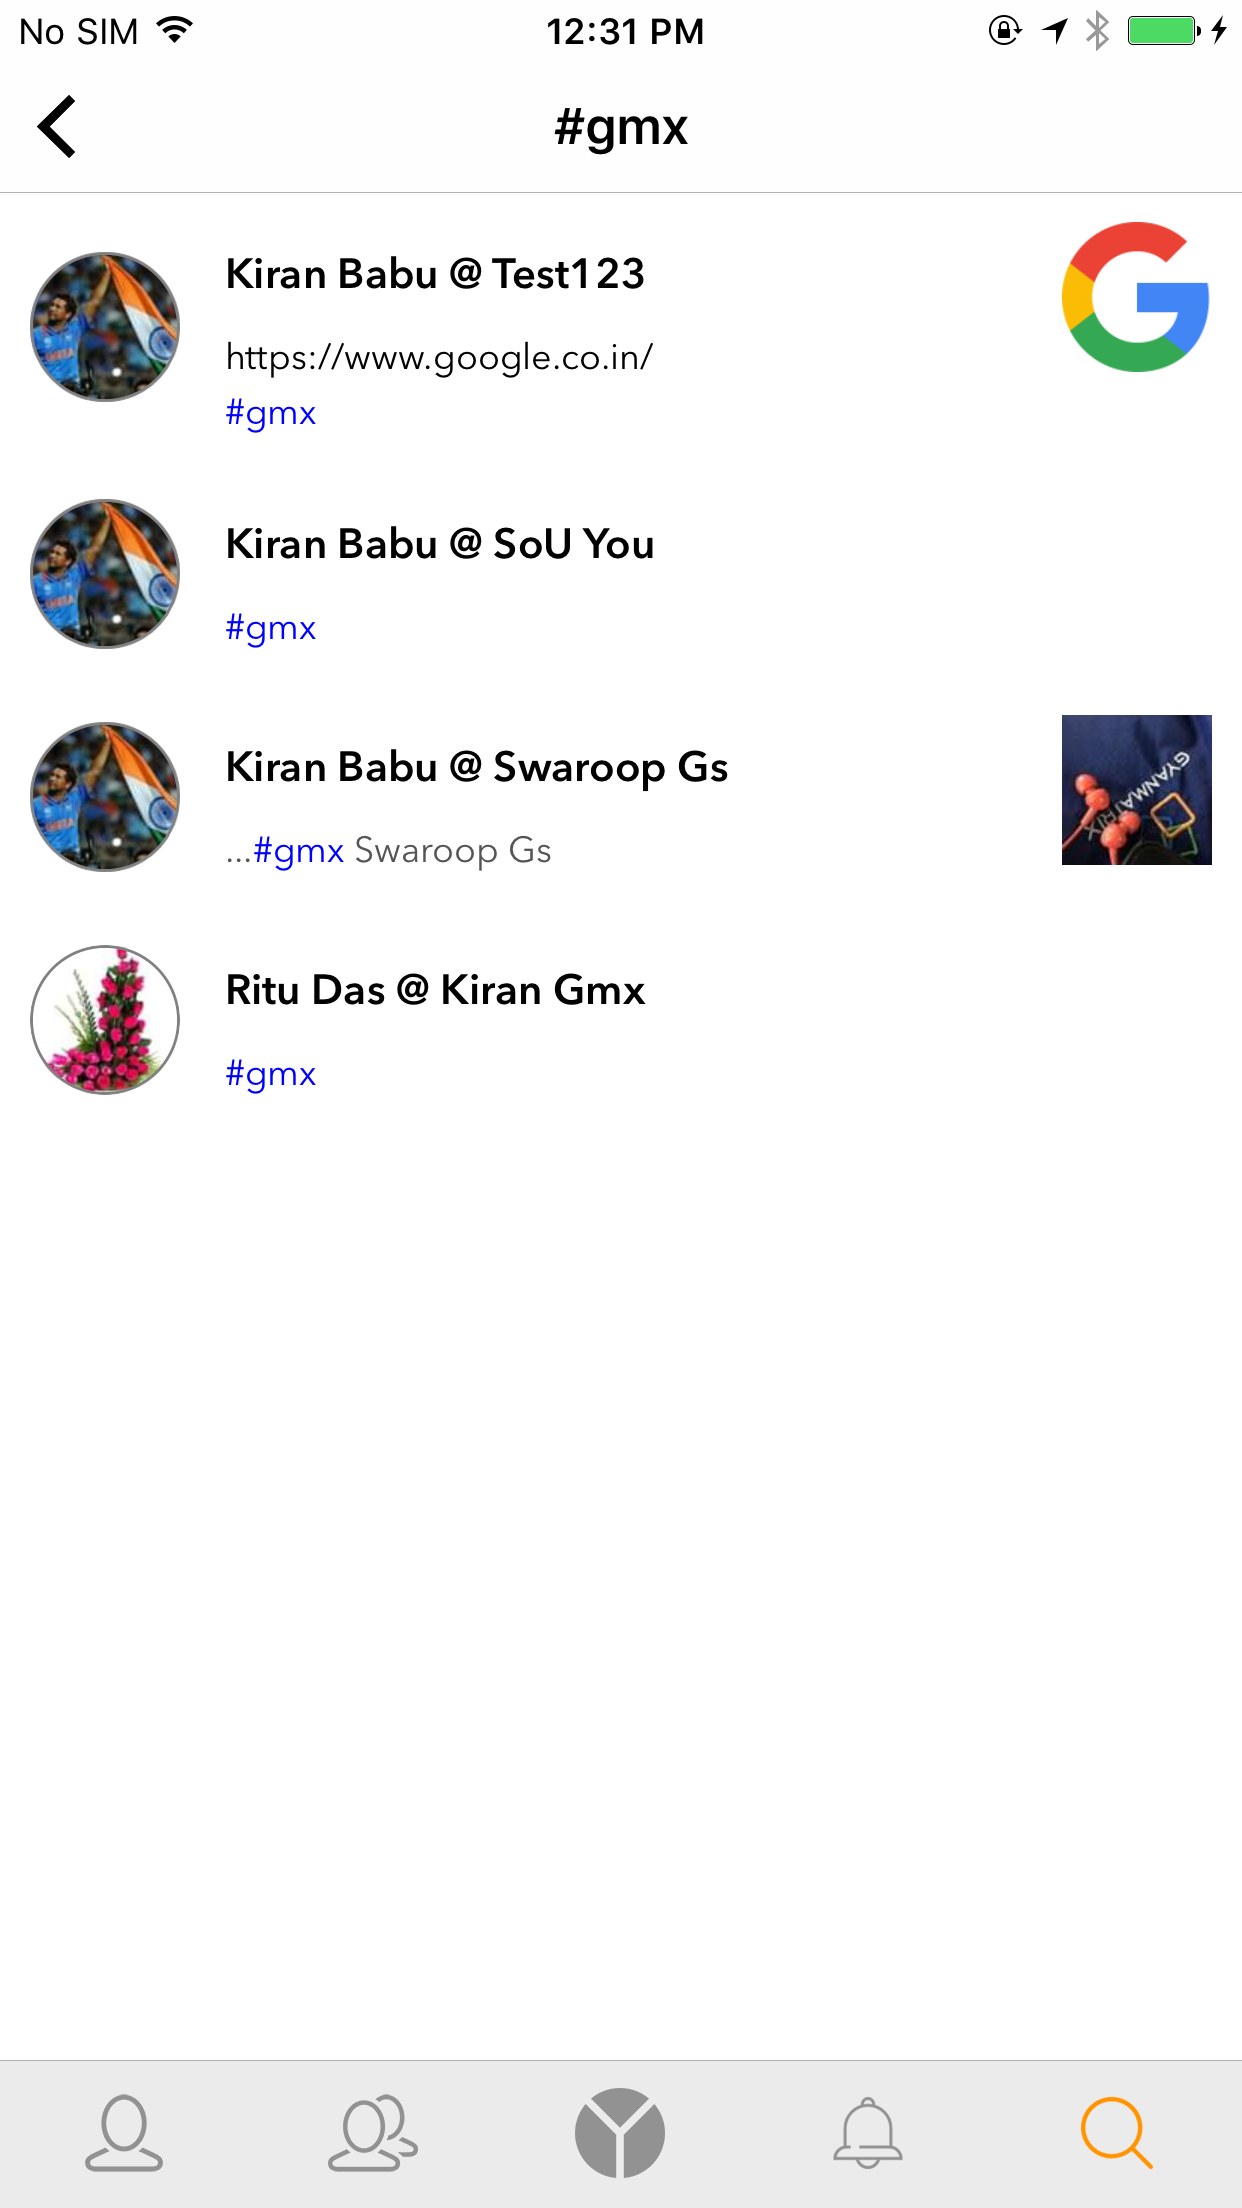 No SIM 12:31 PM
#gmx
Kiran Babu @ Test123
https://www.google.co.in/
#gmx
Kiran Babu @ SoU You
#gmx
Kiran Babu @ Swaroop Gs
...#gmx Swaroop Gs
GYANMATRIX
Ritu Das @ Kiran Gmx
#gmx